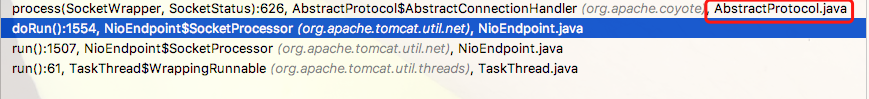 process(SocketWrapper, SocketStatus):626, AbstractProtocol$AbstractConnectionHandler (org.apache.coyote), AbstractProtocol.java
doRun():1554, NioEndpoint$SocketProcessor (org.apache.tomcat.util.net), NioEndpoint.java
run():1507, NioEndpoint$SocketProcessor (org.apache.tomcat.util.net), NioEndpoint.java
run():61, TaskThread$WrappingRunnable (org.apache.tomcat.util.threads), TaskThread.java